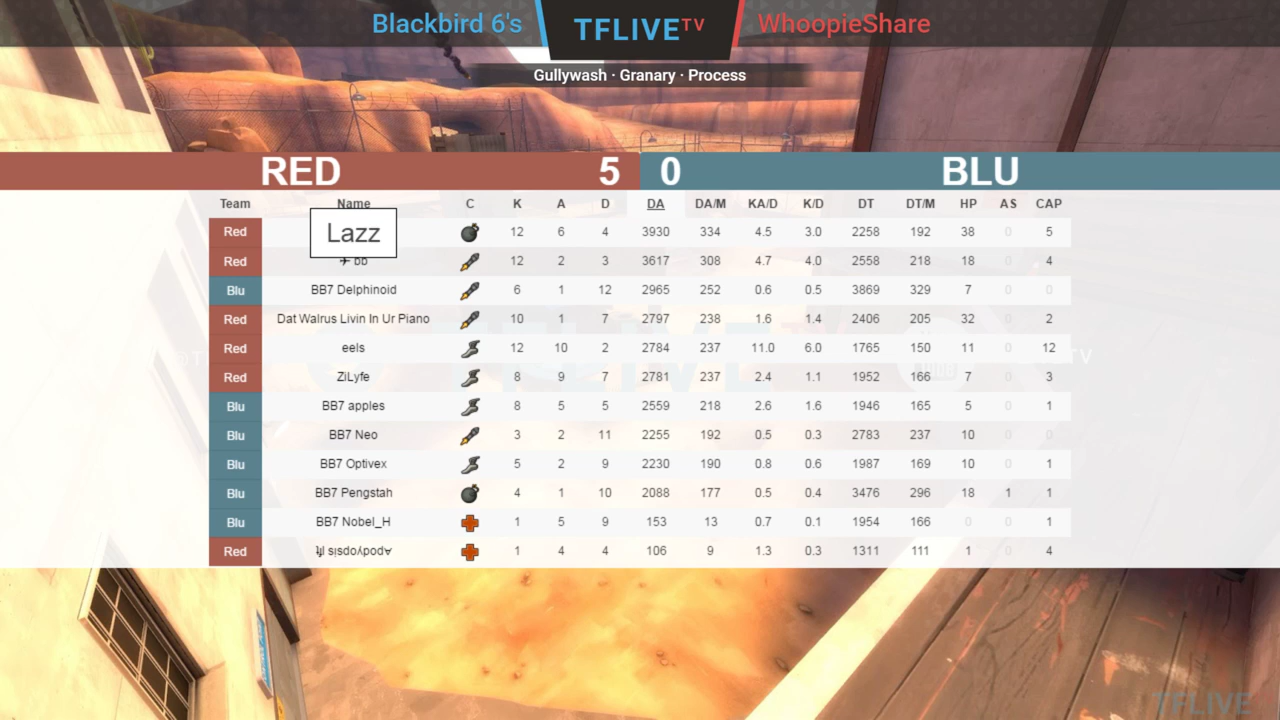 Blackbird 6's TFLIVE TV WhoopieShare
Gullywash · Granary · Process
RED 5 0 BLU
Team Name C K A D DA DA/M KA/D K/D DT DT/M HP AS CAP
Red Lazz 12 6 4 3930 334 4.5 3.0 2258 192 38 0 5
Red ✈ bb 12 2 3 3617 308 4.7 4.0 2558 218 18 0 4
Blu BB7 Delphinoid 6 1 12 2965 252 0.6 0.5 3869 329 7 0 0
Red Dat Walrus Livin In Ur Piano 10 1 7 2797 238 1.6 1.4 2406 205 32 0 2
Red eels 12 10 2 2784 237 11.0 6.0 1765 150 11 0 12
Red ZiLyfe 8 9 7 2781 237 2.4 1.1 1952 166 7 0 3
Blu BB7 apples 8 5 5 2559 218 2.6 1.6 1946 165 5 0 1
Blu BB7 Neo 3 2 11 2255 192 0.5 0.3 2783 237 10 0 0
Blu BB7 Optivex 5 2 9 2230 190 0.8 0.6 1987 169 10 0 1
Blu BB7 Pengstah 4 1 10 2088 177 0.5 0.4 3476 296 18 1 1
Blu BB7 Nobel_H 1 5 9 153 13 0.7 0.1 1954 166 0 0 1
Red sısdoʎpod∀ 1 4 4 106 9 1.3 0.3 1311 111 1 0 4
TFLIVE